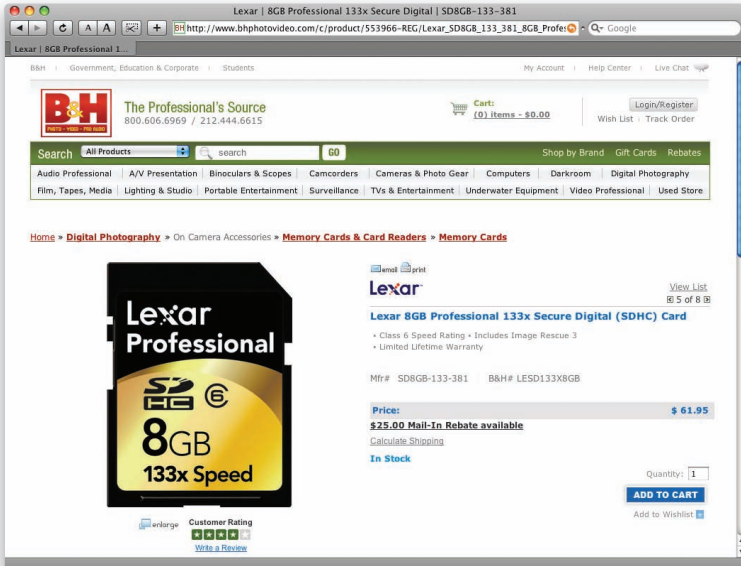 Lexar | 8GB Professional 133x Secure Digital | SD8GB-133-381
A A BH http://www.bhphotovideo.com/c/product/553966-REG/Lexar_SD8GB_133_381_8GB_Profes Q- Google
Lexar | 8GB Professional 1...
B&H Government, Education & Corporate Students My Account Help Center Live Chat
B&H The Professional's Source Cart: Login/Register
PHOTO - VIDEO - PRO AUDIO 800.606.6969 / 212.444.6615 (0) items - $0.00 Wish List Track Order
Search All Products search GO Shop by Brand Gift Cards Rebates
Audio Professional A/V Presentation Binoculars & Scopes Camcorders Cameras & Photo Gear Computers Darkroom Digital Photography
Film, Tapes, Media Lighting & Studio Portable Entertainment Surveillance TVs & Entertainment Underwater Equipment Video Professional Used Store
Home » Digital Photography » On Camera Accessories » Memory Cards & Card Readers » Memory Cards
Lexar
Professional
SD HC 6
8GB
133x Speed
enlarge Customer Rating
Write a Review
email print
Lexar View List
5 of 8
Lexar 8GB Professional 133x Secure Digital (SDHC) Card
• Class 6 Speed Rating • Includes Image Rescue 3
• Limited Lifetime Warranty
Mfr# SD8GB-133-381 B&H# LESD133X8GB
Price: $ 61.95
$25.00 Mail-In Rebate available
Calculate Shipping
In Stock
Quantity: 1
ADD TO CART
Add to Wishlist